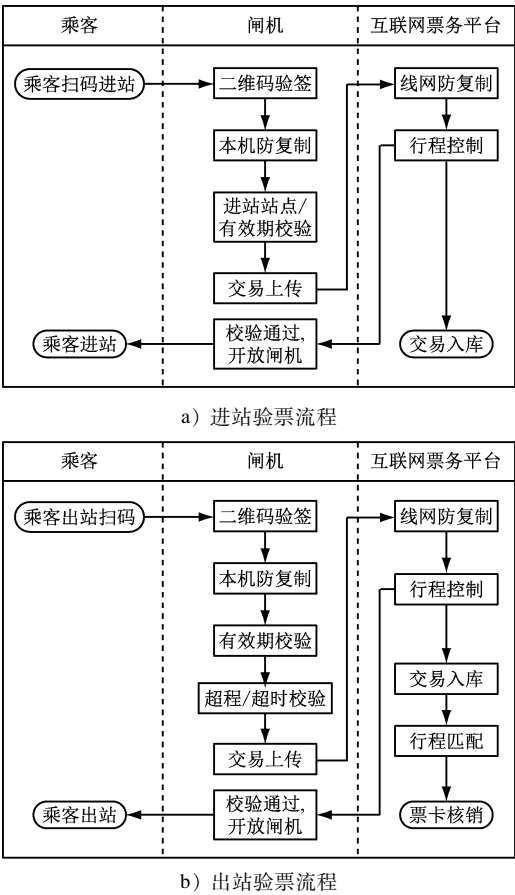 乘客
闸机
互联网票务平台
乘客扫码进站
二维码验签
线网防复制
本机防复制
行程控制
进站站点/
有效期校验
交易上传
乘客进站
校验通过,
开放闸机
交易入库
a）进站验票流程
乘客
闸机
互联网票务平台
乘客出站扫码
二维码验签
线网防复制
本机防复制
行程控制
有效期校验
超程/超时校验
交易入库
交易上传
行程匹配
乘客出站
校验通过,
开放闸机
票卡核销
b）出站验票流程